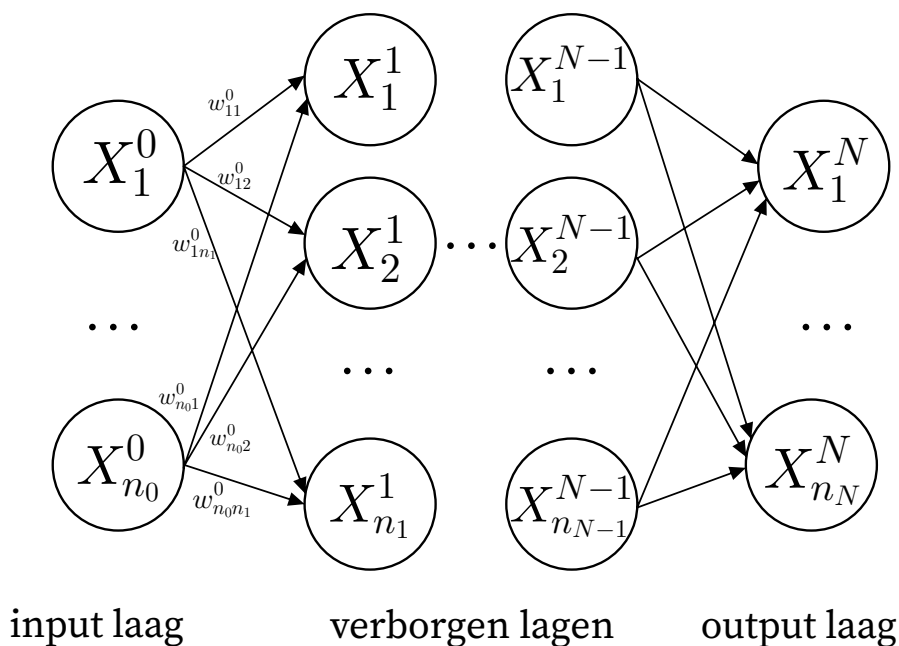 X_1^1 X_1^{N-1}
w_{11}^0
X_1^0 X_1^N
w_{12}^0
w_{1n_1}^0
X_2^1 ... X_2^{N-1}
... ...
... ...
w_{n_01}^0
w_{n_02}^0
X_{n_0}^0 X_{n_N}^N
w_{n_0n_1}^0
X_{n_1}^1 X_{n_{N-1}}^{N-1}
input laag verborgen lagen output laag